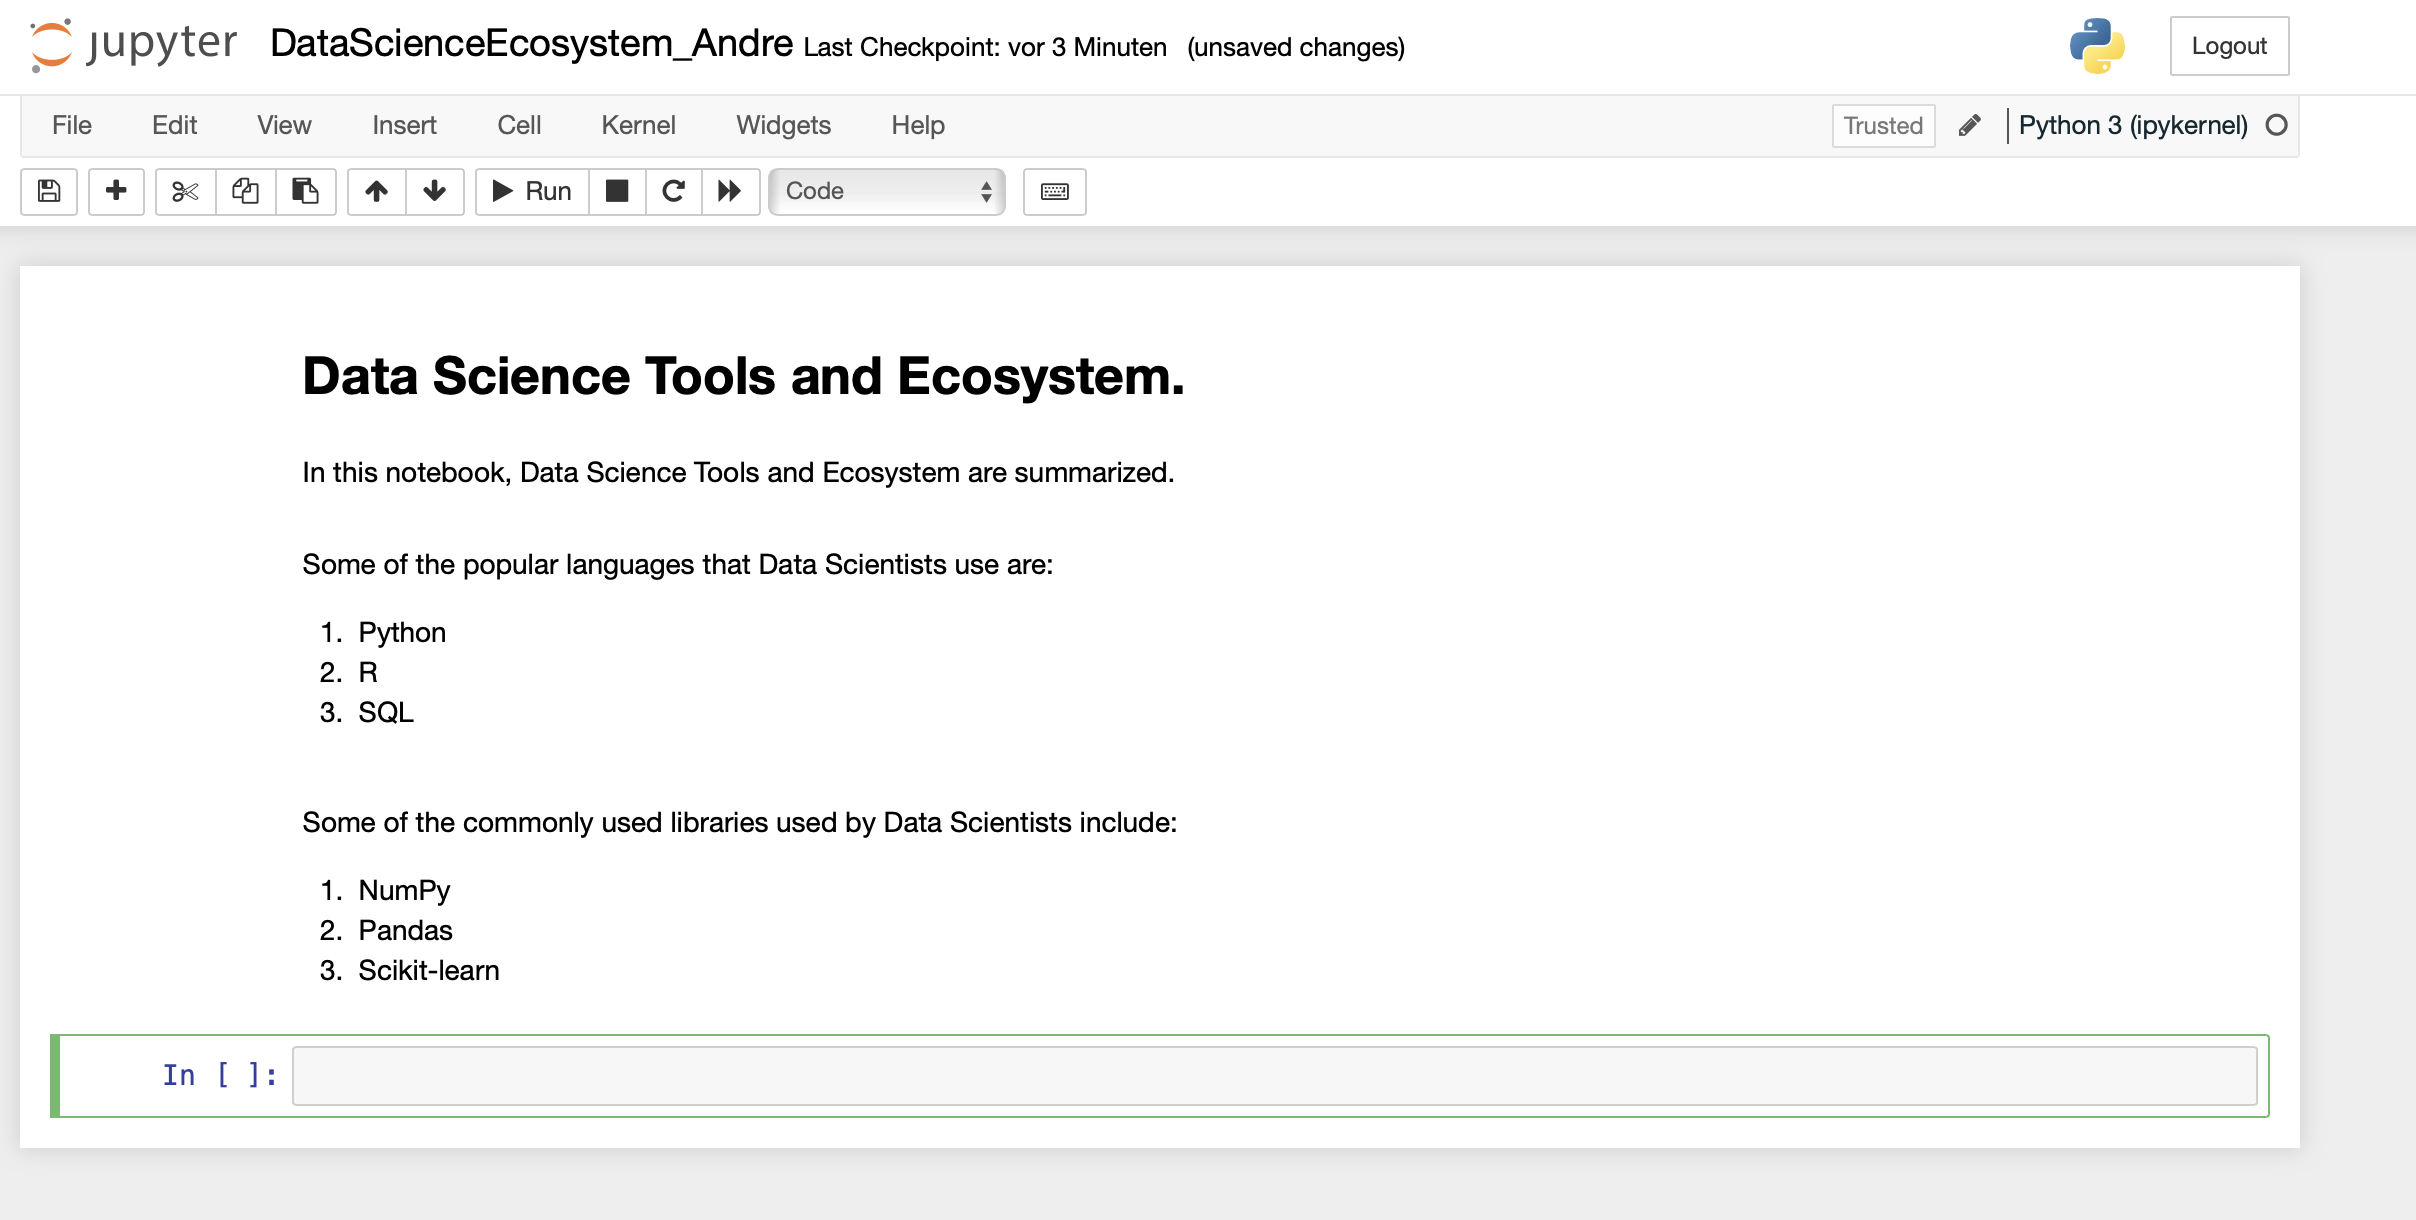 jupyter DataScienceEcosystem_Andre Last Checkpoint: vor 3 Minuten (unsaved changes) Logout
File Edit View Insert Cell Kernel Widgets Help Trusted Python 3 (ipykernel)
Run Code
Data Science Tools and Ecosystem.
In this notebook, Data Science Tools and Ecosystem are summarized.
Some of the popular languages that Data Scientists use are:
1. Python
2. R
3. SQL
Some of the commonly used libraries used by Data Scientists include:
1. NumPy
2. Pandas
3. Scikit-learn
In [ ]: